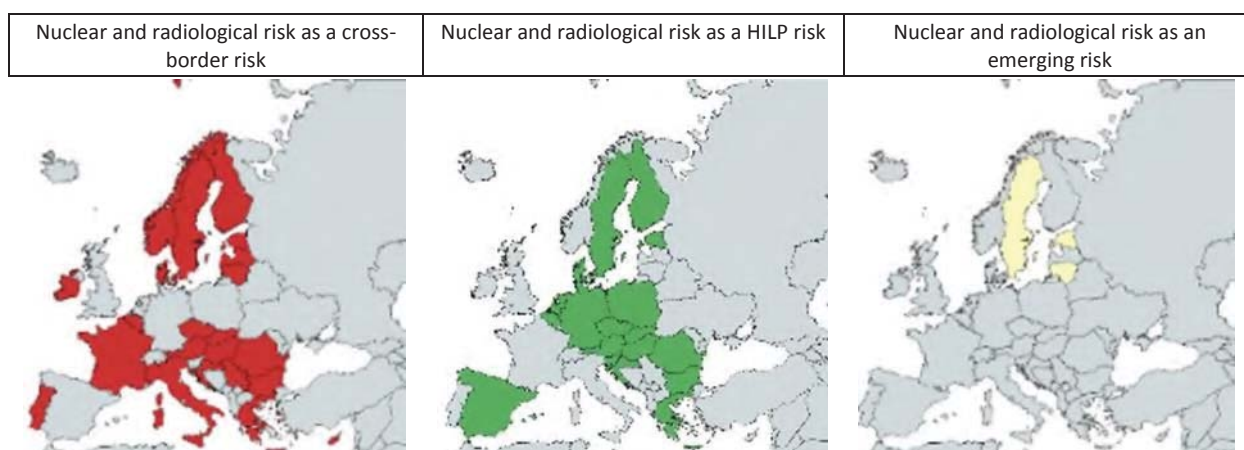 Nuclear and radiological risk as a cross-
border risk
Nuclear and radiological risk as a HILP risk
Nuclear and radiological risk as an
emerging risk